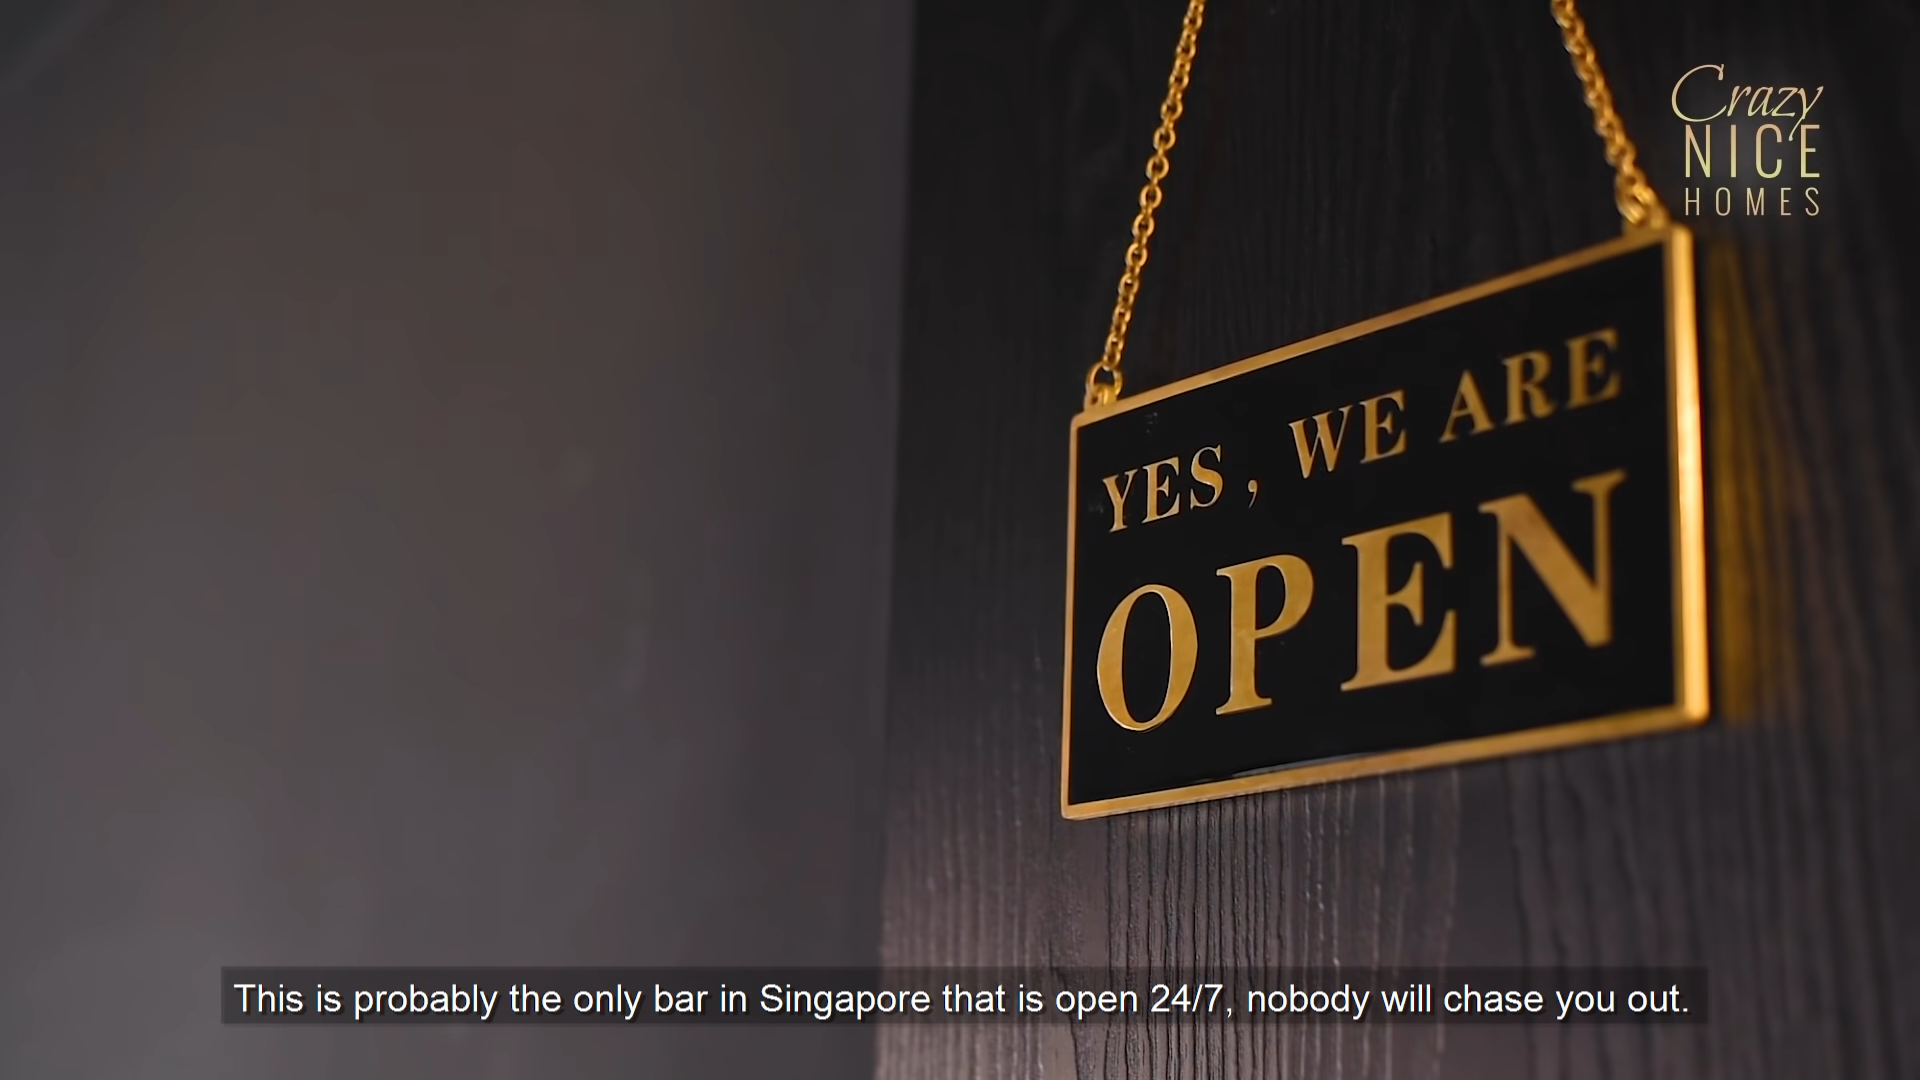 Crazy
NICE
HOMES
YES, WE ARE
OPEN
This is probably the only bar in Singapore that is open 24/7, nobody will chase you out.